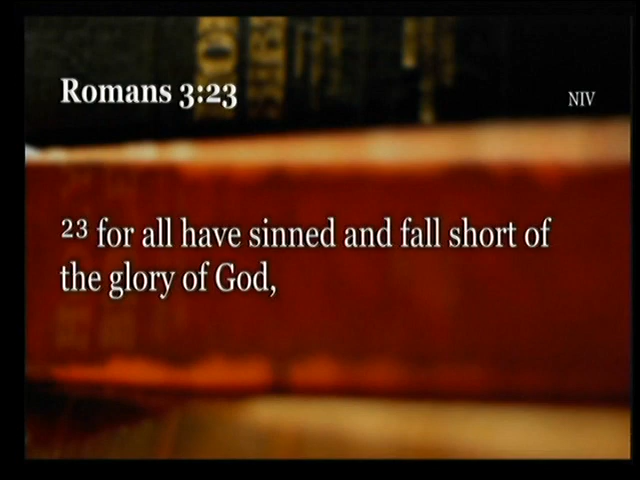 Romans 3:23
NIV
23 for all have sinned and fall short of
the glory of God,